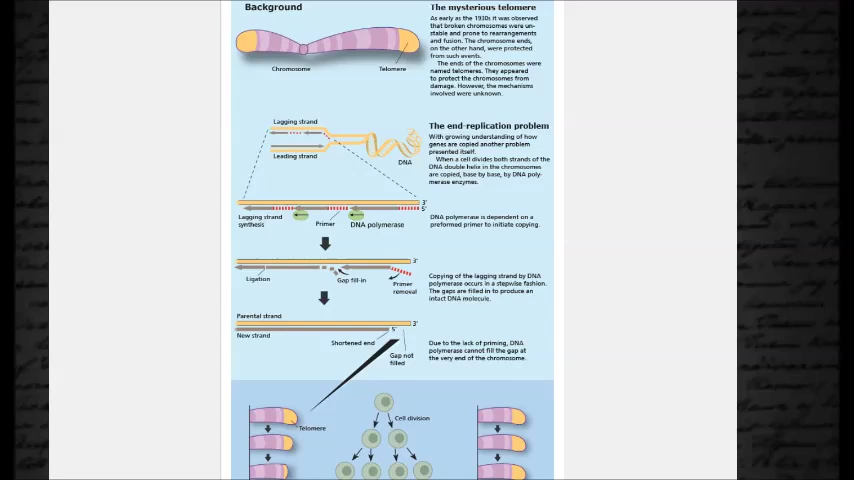 Background
Chromosome
Telomere
The mysterious telomere
As early as the 1930s it was observed
that broken chromosomes were un-
stable and prone to rearrangements
and fusion. The chromosome ends,
on the other hand, were protected
from such events.
The ends of the chromosomes were
named telomeres. They appeared
to protect the chromosomes from
damage. However, the mechanisms
involved were unknown.
Lagging strand
Leading strand
DNA
The end-replication problem
With growing understanding of how
genes are copied another problem
presented itself.
When a cell divides both strands of the
DNA double helix in the chromosomes
are copied, base by base, by DNA poly-
merase enzymes.
3'
5'
Lagging strand
synthesis
Primer
DNA polymerase
DNA polymerase is dependent on a
preformed primer to initiate copying.
3'
Ligation
Gap fill-in
Primer
removal
Copying of the lagging strand by DNA
polymerase occurs in a stepwise fashion.
The gaps are filled in to produce an
intact DNA molecule.
Parental strand
3'
5'
New strand
Shortened end
Gap not
filled
Due to the lack of priming, DNA
polymerase cannot fill the gap at
the very end of the chromosome.
Telomere
Cell division